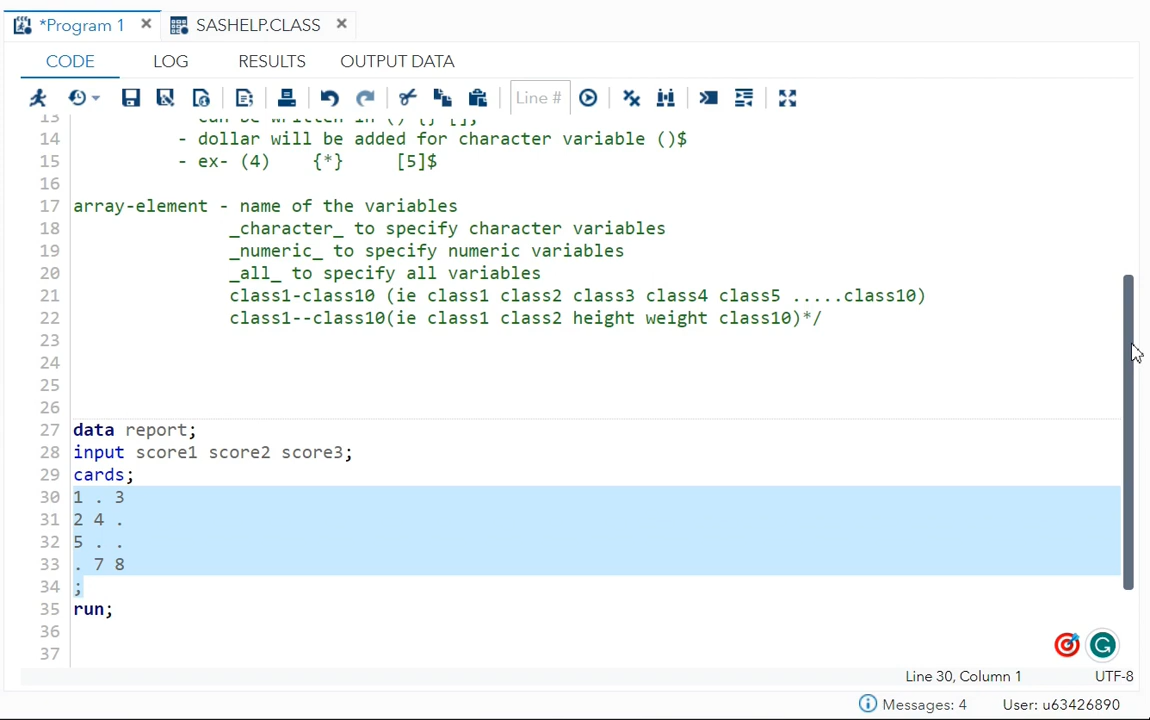 *Program 1 × SASHELP.CLASS ×
CODE LOG RESULTS OUTPUT DATA
Line #
13 can be written in () {} [],
14 - dollar will be added for character variable ()$
15 - ex- (4) {*} [5]$
16
17 array-element - name of the variables
18 _character_ to specify character variables
19 _numeric_ to specify numeric variables
20 _all_ to specify all variables
21 class1-class10 (ie class1 class2 class3 class4 class5 .....class10)
22 class1--class10(ie class1 class2 height weight class10)*/
23
24
25
26
27 data report;
28 input score1 score2 score3;
29 cards;
30 1 . 3
31 2 4 .
32 5 . .
33 . 7 8
34 ;
35 run;
36
37
Line 30, Column 1 UTF-8
Messages: 4 User: u63426890